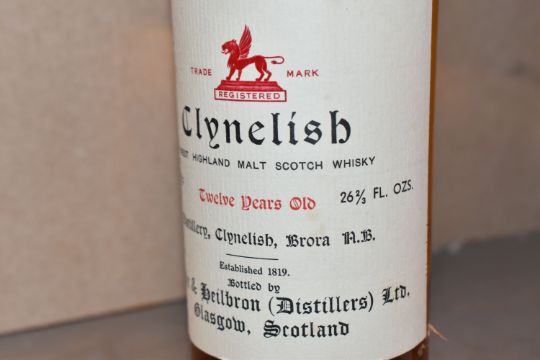 TRADE MARK
REGISTERED
Clynelish
HIGHLAND MALT SCOTCH WHISKY
Twelve Years Old 26⅔ FL. OZS.
Clynelish, Brora N.B.
Established 1819.
Bottled by
& Heilbron (Distillers) Ltd.
Glasgow, Scotland